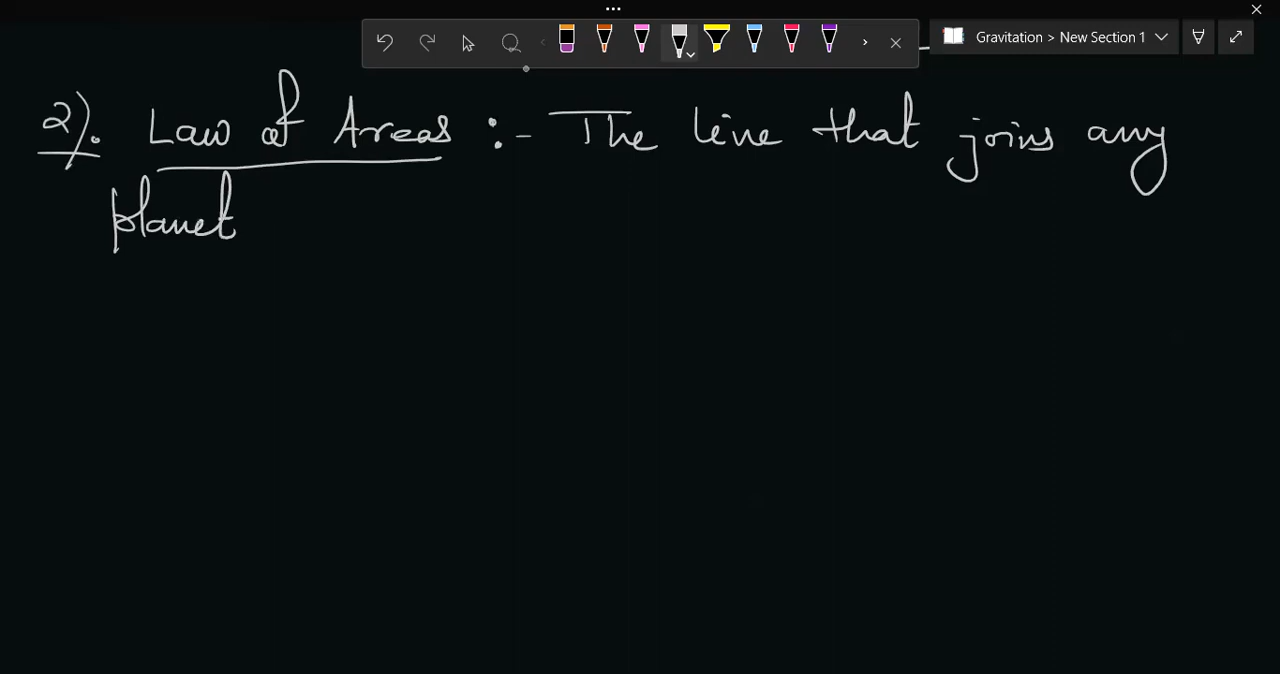 Gravitation > New Section 1
2). Law of Areas :- The line that joins any
planet